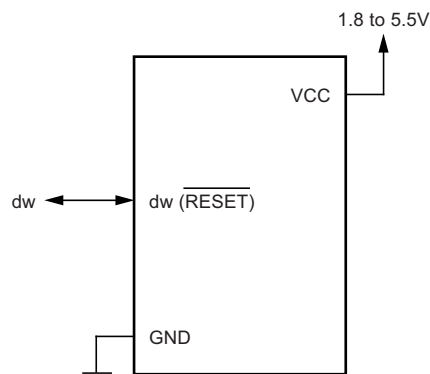 1.8 to 5.5V
VCC
dw
dw (RESET)
GND